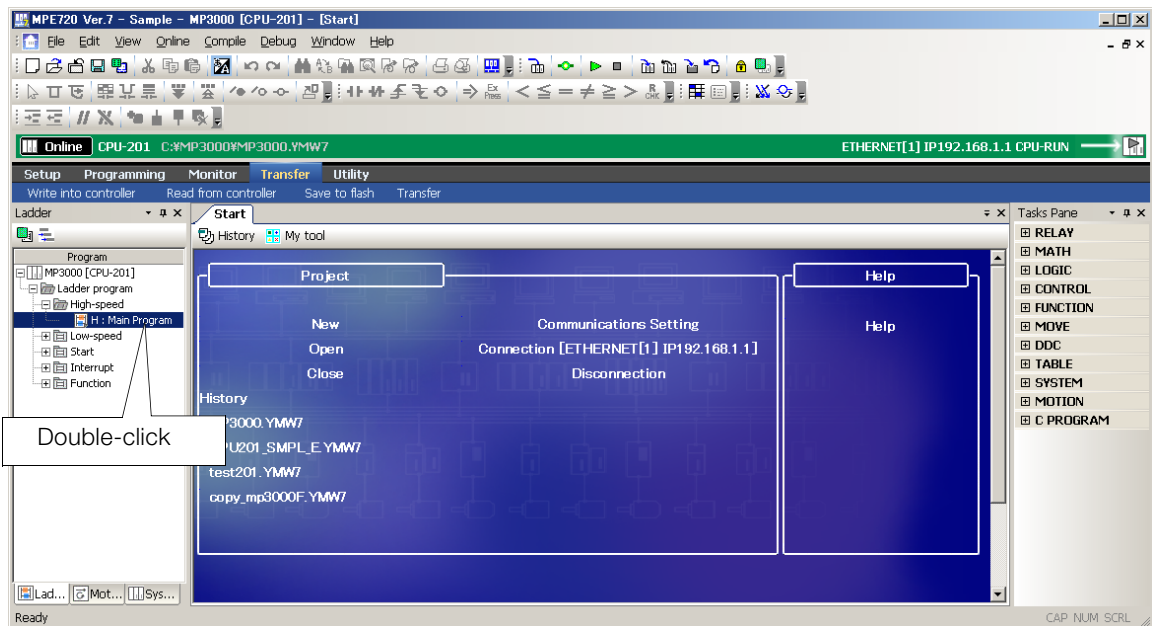 MPE720 Ver.7 - Sample - MP3000 [CPU-201] - [Start]
File Edit View Online Compile Debug Window Help
Online CPU-201 C:¥MP3000¥MP3000.YMW7 ETHERNET[1] IP192.168.1.1 CPU-RUN
Setup Programming Monitor Transfer Utility
Write into controller Read from controller Save to flash Transfer
Ladder
Start
Tasks Pane
History My tool
Program
MP3000 [CPU-201]
Ladder program
High-speed
H : Main Program
Low-speed
Start
Interrupt
Function
Double-click
Project
New
Open
Close
Communications Setting
Connection [ETHERNET[1] IP192.168.1.1]
Disconnection
History
P3000.YMW7
U201_SMPL_E.YMW7
test201.YMW7
copy_mp3000F.YMW7
Help
Help
RELAY
MATH
LOGIC
CONTROL
FUNCTION
MOVE
DDC
TABLE
SYSTEM
MOTION
C PROGRAM
Lad... Mot... Sys...
Ready
CAP NUM SCRL